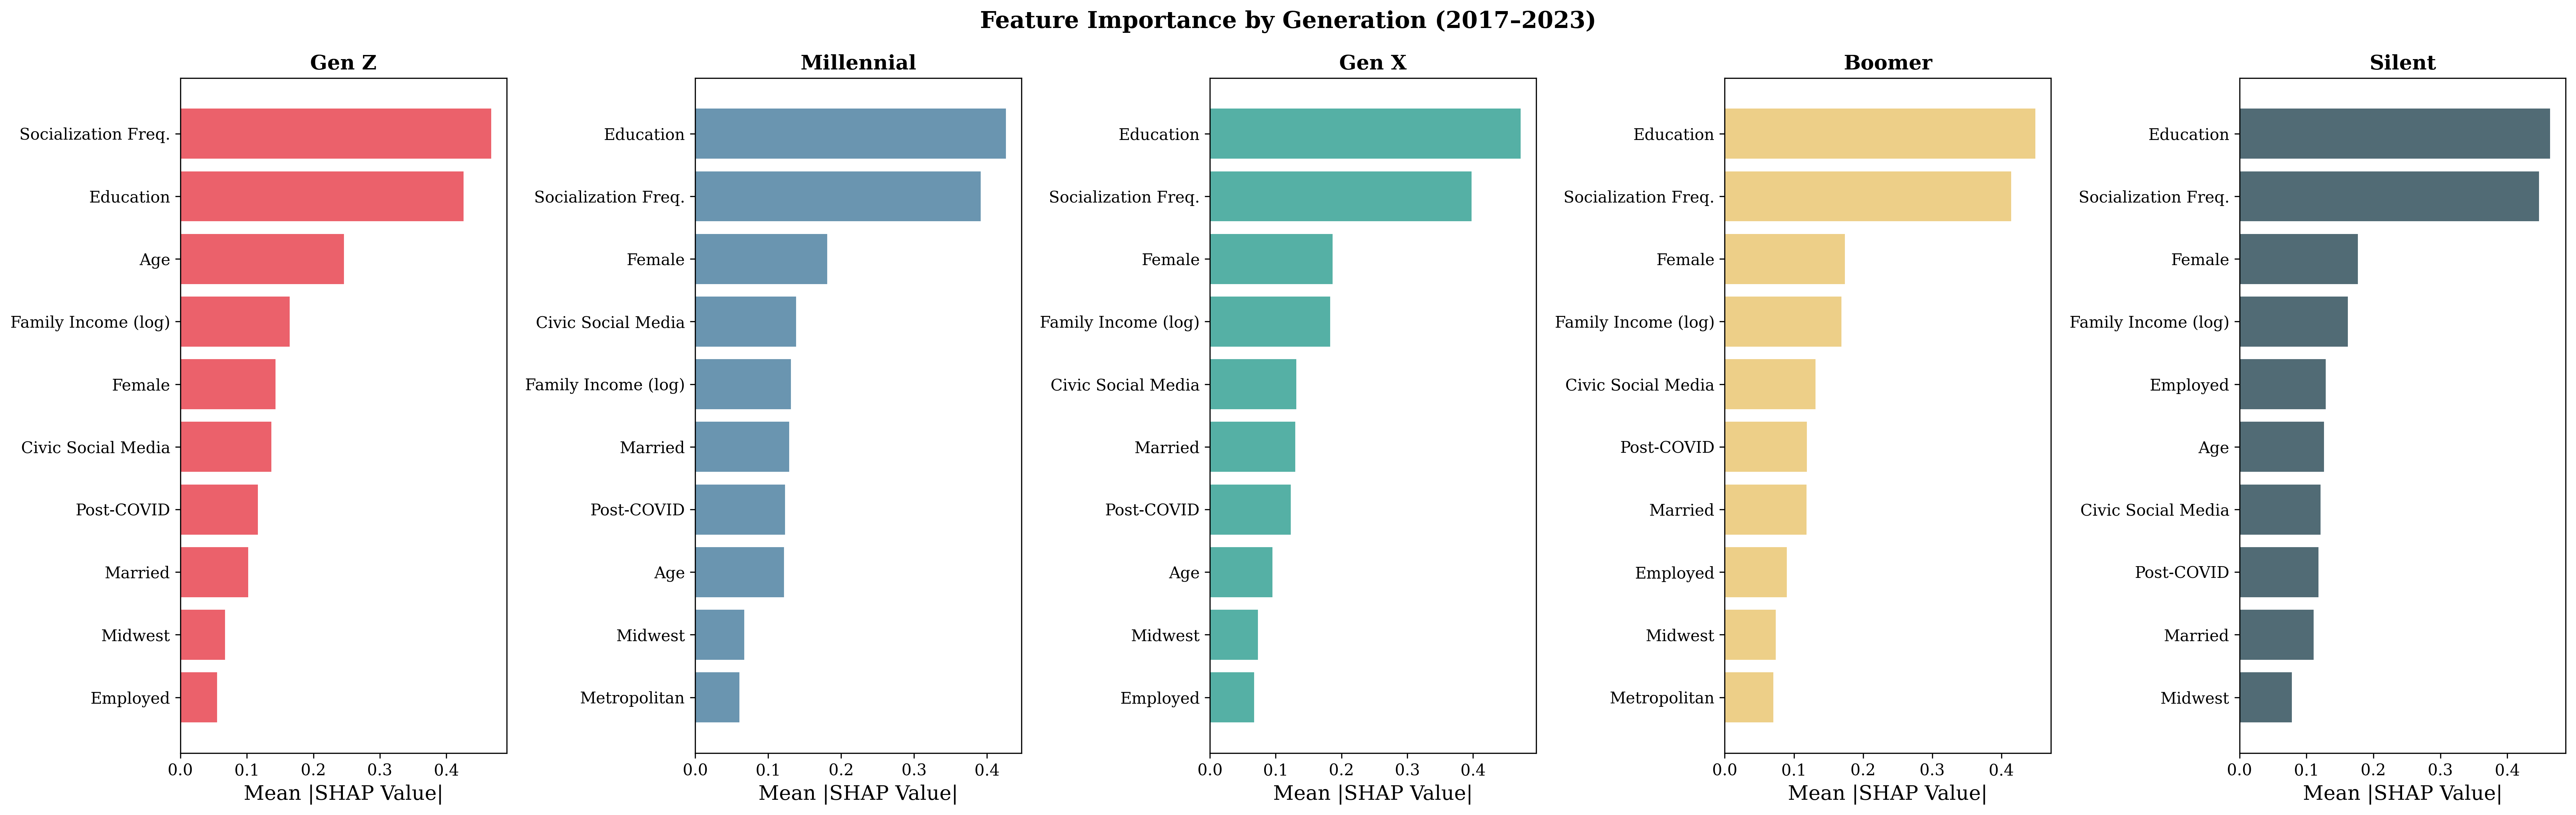 Feature Importance by Generation (2017–2023)
Gen Z
Socialization Freq.
Education
Age
Family Income (log)
Female
Civic Social Media
Post-COVID
Married
Midwest
Employed
0.0 0.1 0.2 0.3 0.4
Mean |SHAP Value|
Millennial
Education
Socialization Freq.
Female
Civic Social Media
Family Income (log)
Married
Post-COVID
Age
Midwest
Metropolitan
0.0 0.1 0.2 0.3 0.4
Mean |SHAP Value|
Gen X
Education
Socialization Freq.
Female
Family Income (log)
Civic Social Media
Married
Post-COVID
Age
Midwest
Employed
0.0 0.1 0.2 0.3 0.4
Mean |SHAP Value|
Boomer
Education
Socialization Freq.
Female
Family Income (log)
Civic Social Media
Post-COVID
Married
Employed
Midwest
Metropolitan
0.0 0.1 0.2 0.3 0.4
Mean |SHAP Value|
Silent
Education
Socialization Freq.
Female
Family Income (log)
Employed
Age
Civic Social Media
Post-COVID
Married
Midwest
0.0 0.1 0.2 0.3 0.4
Mean |SHAP Value|